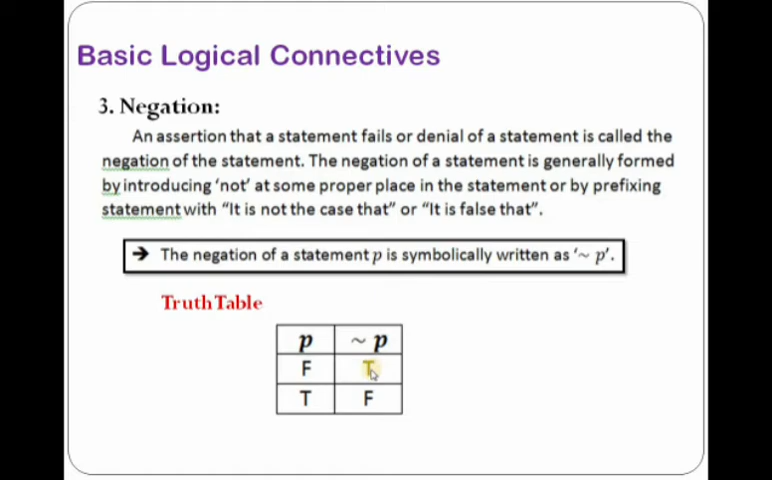 Basic Logical Connectives
3. Negation:
An assertion that a statement fails or denial of a statement is called the
negation of the statement. The negation of a statement is generally formed
by introducing ‘not’ at some proper place in the statement or by prefixing
statement with “It is not the case that” or “It is false that”.
➔ The negation of a statement p is symbolically written as ‘~ p’.
Truth Table
p ~ p
F T
T F